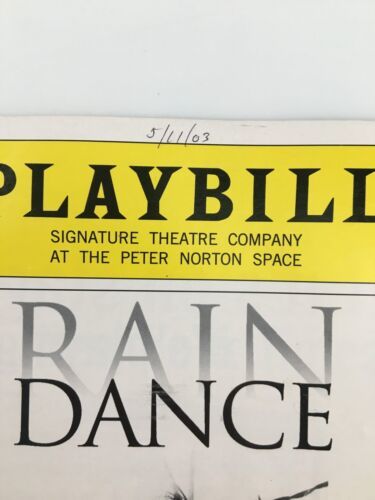 5/11/03
PLAYBILL
SIGNATURE THEATRE COMPANY
AT THE PETER NORTON SPACE
RAIN
DANCE